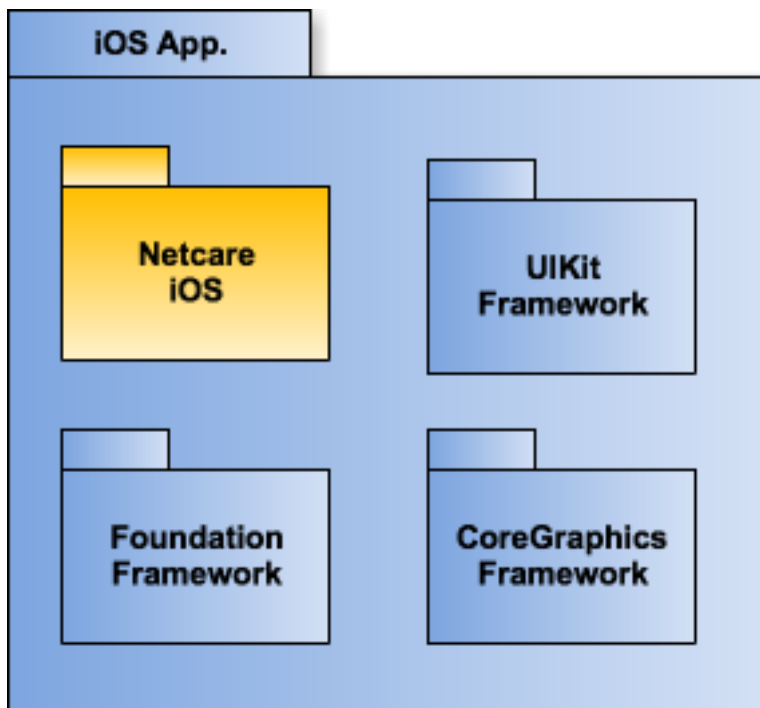 iOS App.
Netcare
iOS
UIKit
Framework
Foundation
Framework
CoreGraphics
Framework